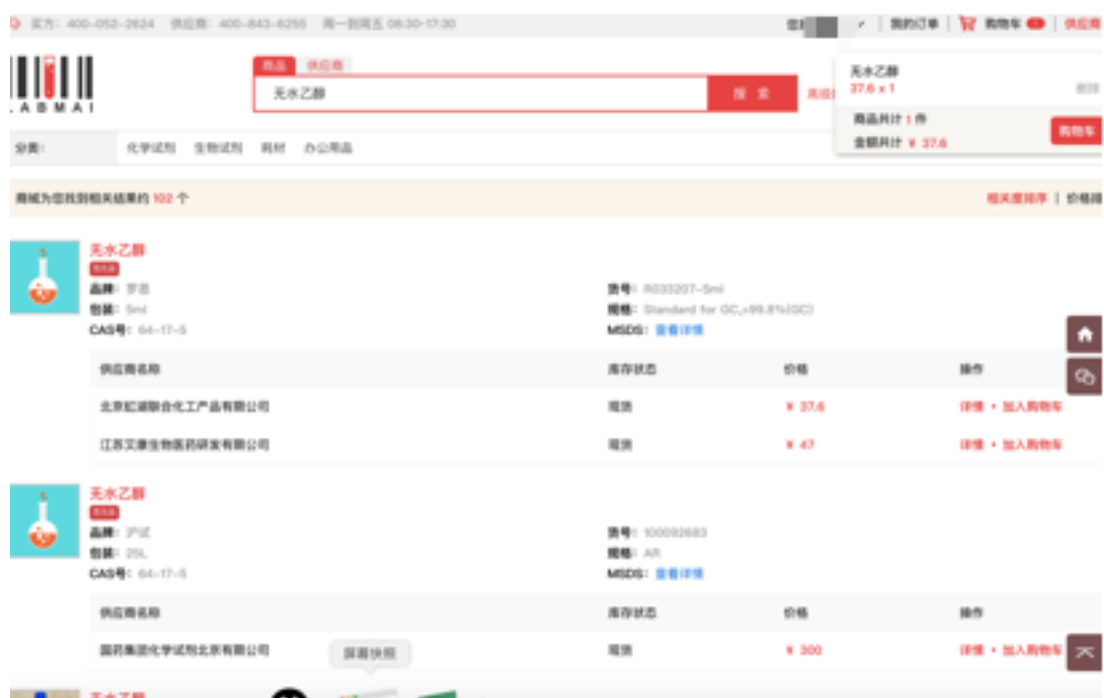 买方: 400-052-2624 供应商: 400-843-6255 周一到周五 08:30-17:30
我的订单 | 购物车 | 供应商
LABMAI
商品 供应商
无水乙醇
搜 索
高级
无水乙醇
37.6 x 1
删除
商品共计 1 件
金额共计 ¥ 37.6
购物车
分类:
化学试剂 生物试剂 耗材 办公用品
商城为您找到相关结果约 102 个
相关度排序 | 价格排
无水乙醇
品牌: 罗恩
货号: R033207-5ml
包装: 5ml
规格: Standard for GC,>99.8%(GC)
CAS号: 64-17-5
MSDS: 查看详情
供应商名称 库存状态 价格 操作
北京虹湖联合化工产品有限公司 现货 ¥ 37.6 详情 • 加入购物车
江苏艾康生物医药研发有限公司 现货 ¥ 47 详情 • 加入购物车
无水乙醇
品牌: 沪试
货号: 100092683
包装: 25L
规格: AR
CAS号: 64-17-5
MSDS: 查看详情
供应商名称 库存状态 价格 操作
国药集团化学试剂北京有限公司 现货 ¥ 300 详情 • 加入购物车
屏幕快照
无水乙醇